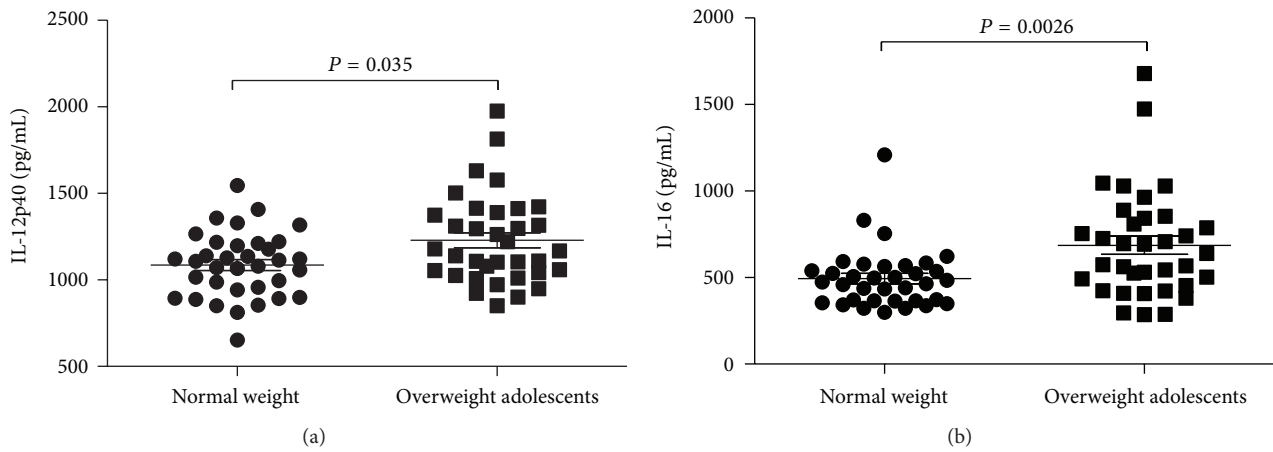 2500
2000
1500
1000
500
IL-12p40 (pg/mL)
P = 0.035
Normal weight
Overweight adolescents
(a)
2000
1500
1000
500
0
IL-16 (pg/mL)
P = 0.0026
Normal weight
Overweight adolescents
(b)